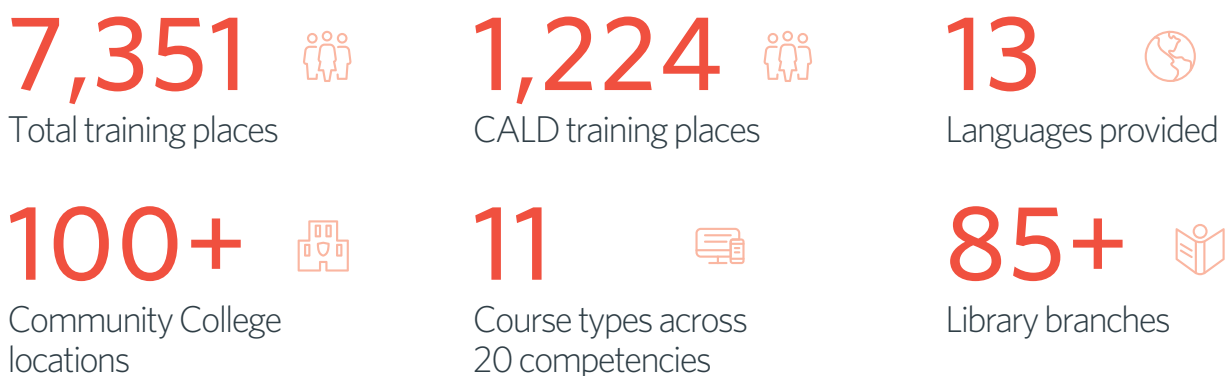 7,351
Total training places
1,224
CALD training places
13
Languages provided
100+
Community College
locations
11
Course types across
20 competencies
85+
Library branches